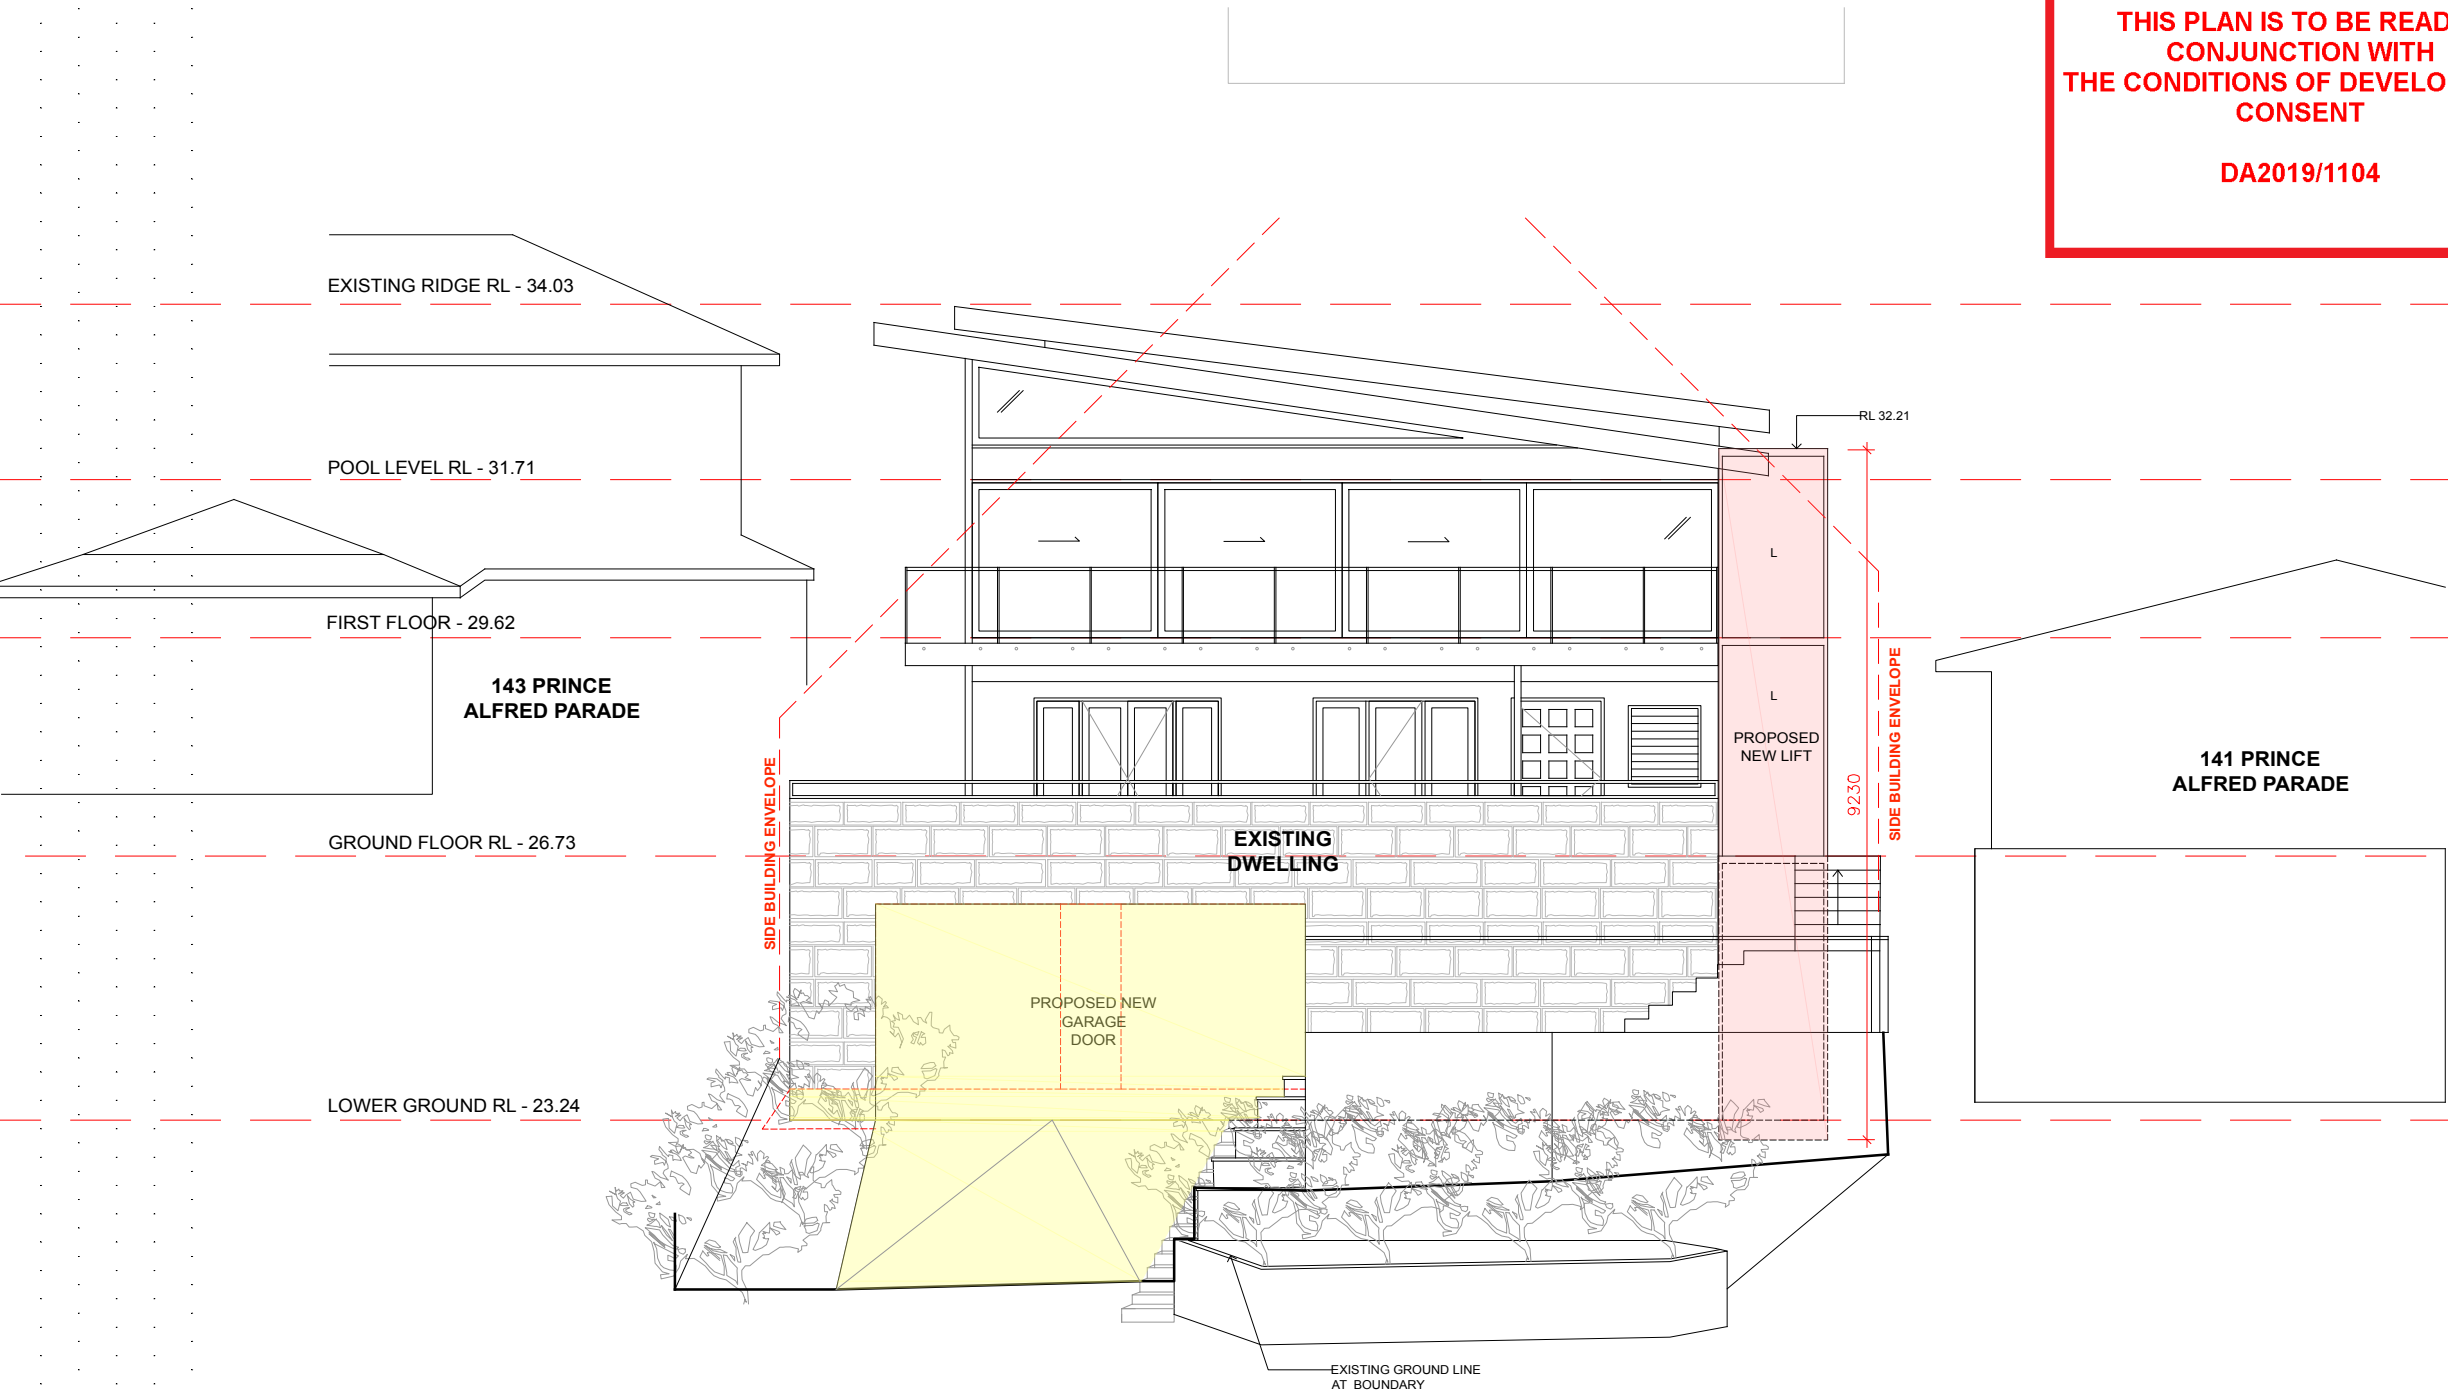 THIS PLAN IS TO BE READ
CONJUNCTION WITH
THE CONDITIONS OF DEVELO
CONSENT
DA2019/1104
EXISTING RIDGE RL - 34.03
RL 32.21
POOL LEVEL RL - 31.71
L
FIRST FLOOR - 29.62
143 PRINCE
ALFRED PARADE
L
PROPOSED
NEW LIFT
SIDE BUILDING ENVELOPE
9230
SIDE BUILDING ENVELOPE
141 PRINCE
ALFRED PARADE
GROUND FLOOR RL - 26.73
EXISTING
DWELLING
PROPOSED NEW
GARAGE
DOOR
LOWER GROUND RL - 23.24
EXISTING GROUND LINE
AT BOUNDARY